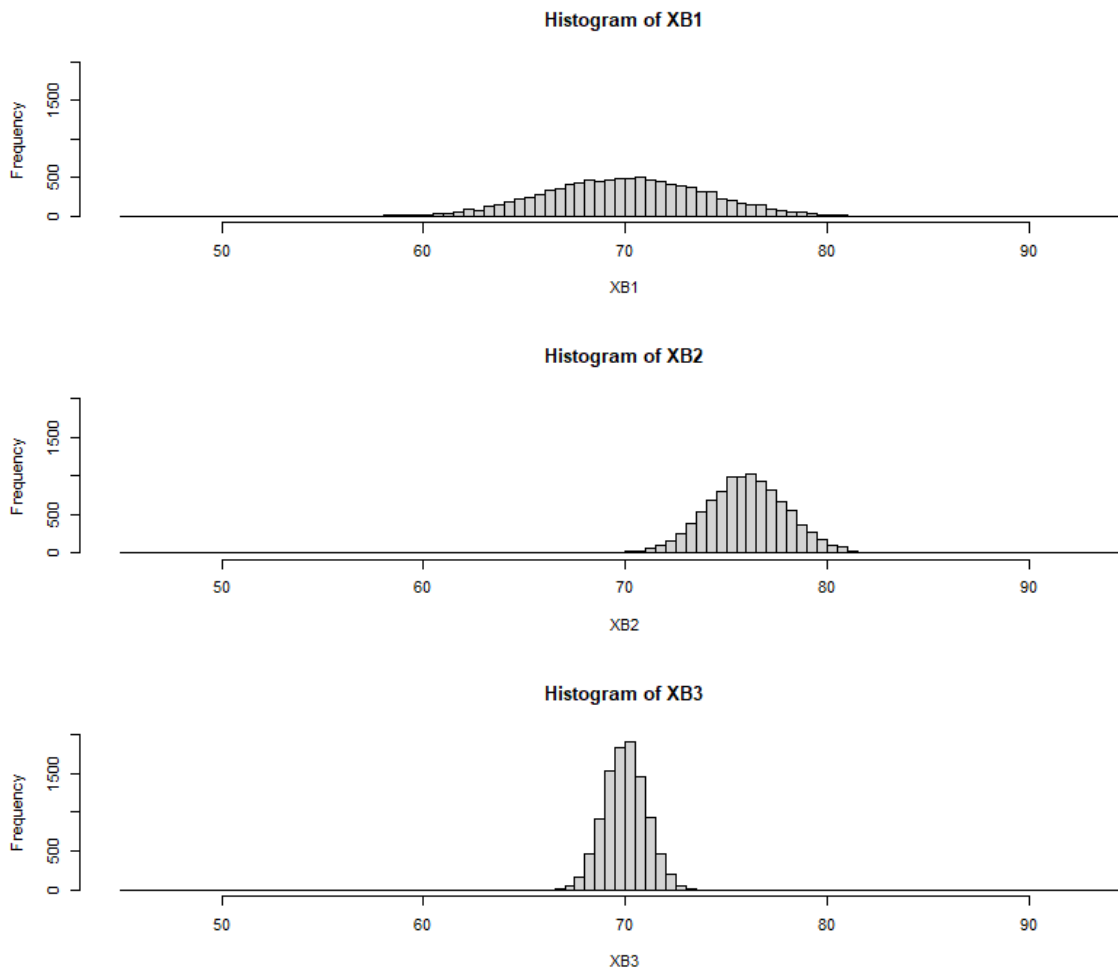 Histogram of XB1
Frequency
1500
500
0
50 60 70 80 90
XB1
Histogram of XB2
Frequency
1500
500
0
50 60 70 80 90
XB2
Histogram of XB3
Frequency
1500
500
0
50 60 70 80 90
XB3